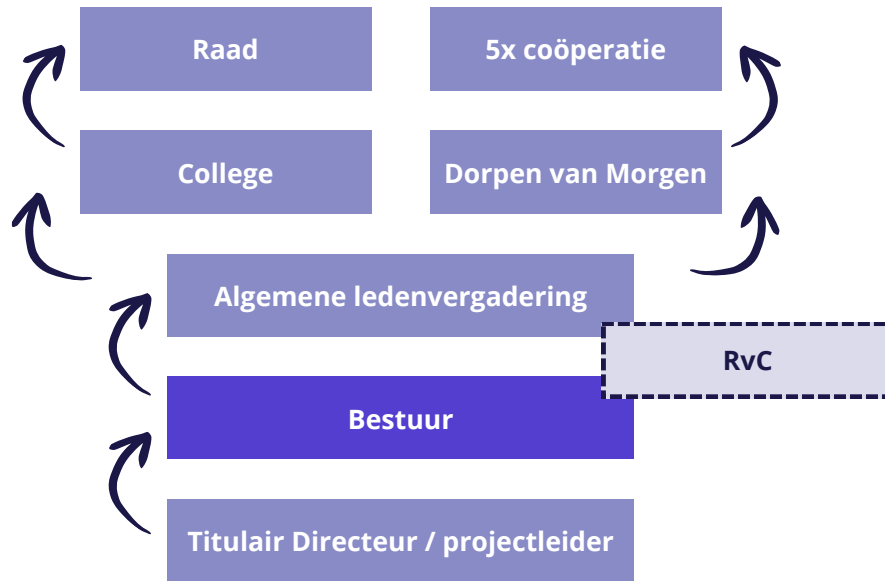 Raad
5x coöperatie
College
Dorpen van Morgen
Algemene ledenvergadering
RvC
Bestuur
Titulair Directeur / projectleider